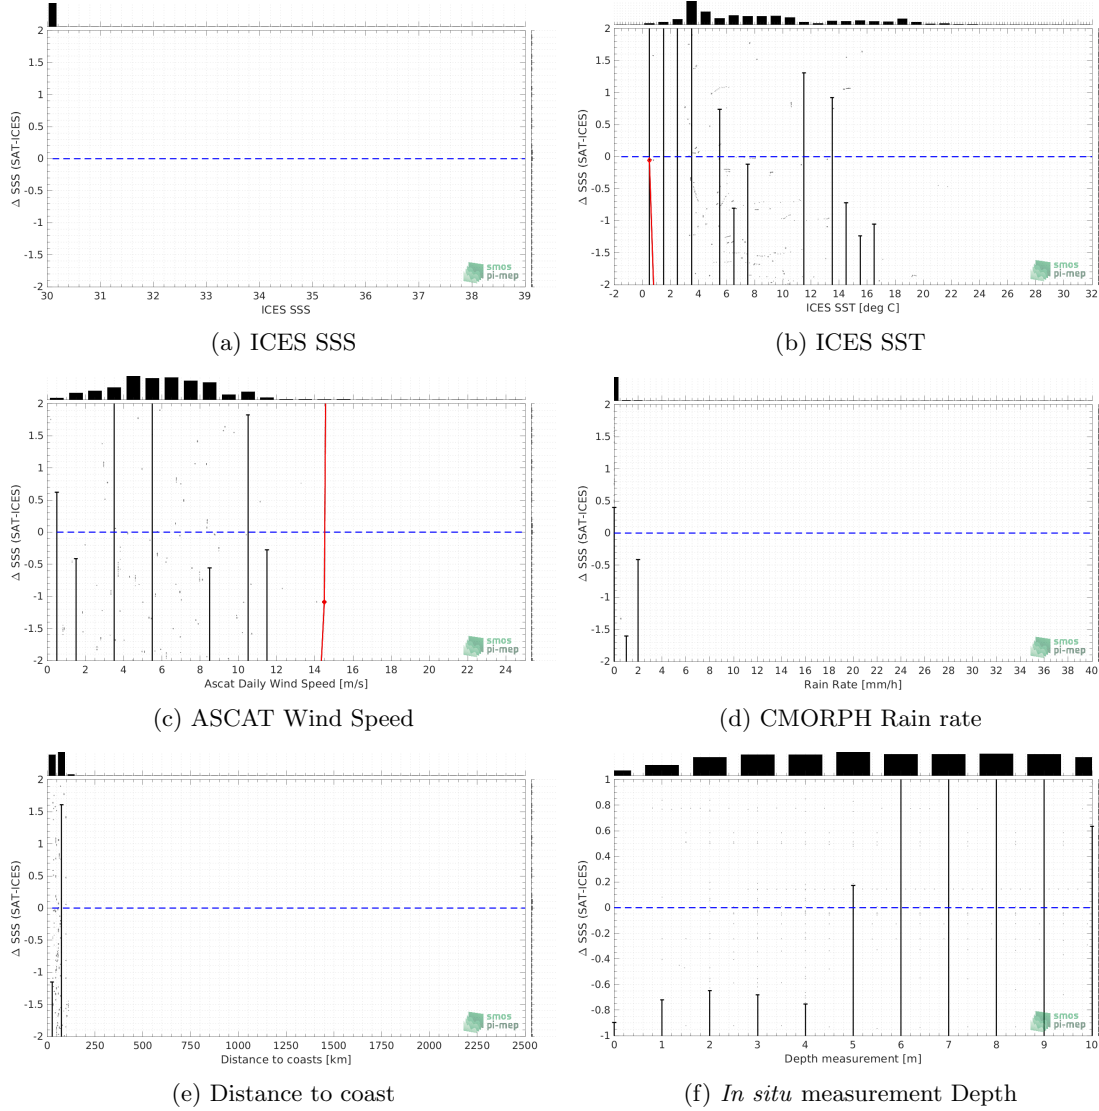 2
1.5
1
0.5
0
-0.5
-1
-1.5
-2
Δ SSS (SAT-ICES)
30 31 32 33 34 35 36 37 38 39
ICES SSS
smos
pi-mep
(a) ICES SSS
2
1.5
1
0.5
0
-0.5
-1
-1.5
-2
Δ SSS (SAT-ICES)
-2 0 2 4 6 8 10 12 14 16 18 20 22 24 26 28 30 32
ICES SST [deg C]
smos
pi-mep
(b) ICES SST
2
1.5
1
0.5
0
-0.5
-1
-1.5
-2
Δ SSS (SAT-ICES)
0 2 4 6 8 10 12 14 16 18 20 22 24
Ascat Daily Wind Speed [m/s]
smos
pi-mep
(c) ASCAT Wind Speed
2
1.5
1
0.5
0
-0.5
-1
-1.5
-2
Δ SSS (SAT-ICES)
0 2 4 6 8 10 12 14 16 18 20 22 24 26 28 30 32 34 36 38 40
Rain Rate [mm/h]
smos
pi-mep
(d) CMORPH Rain rate
2
1.5
1
0.5
0
-0.5
-1
-1.5
-2
Δ SSS (SAT-ICES)
0 250 500 750 1000 1250 1500 1750 2000 2250 2500
Distance to coasts [km]
smos
pi-mep
(e) Distance to coast
1
0.8
0.6
0.4
0.2
0
-0.2
-0.4
-0.6
-0.8
-1
Δ SSS (SAT-ICES)
0 1 2 3 4 5 6 7 8 9 10
Depth measurement [m]
smos
pi-mep
(f) In situ measurement Depth